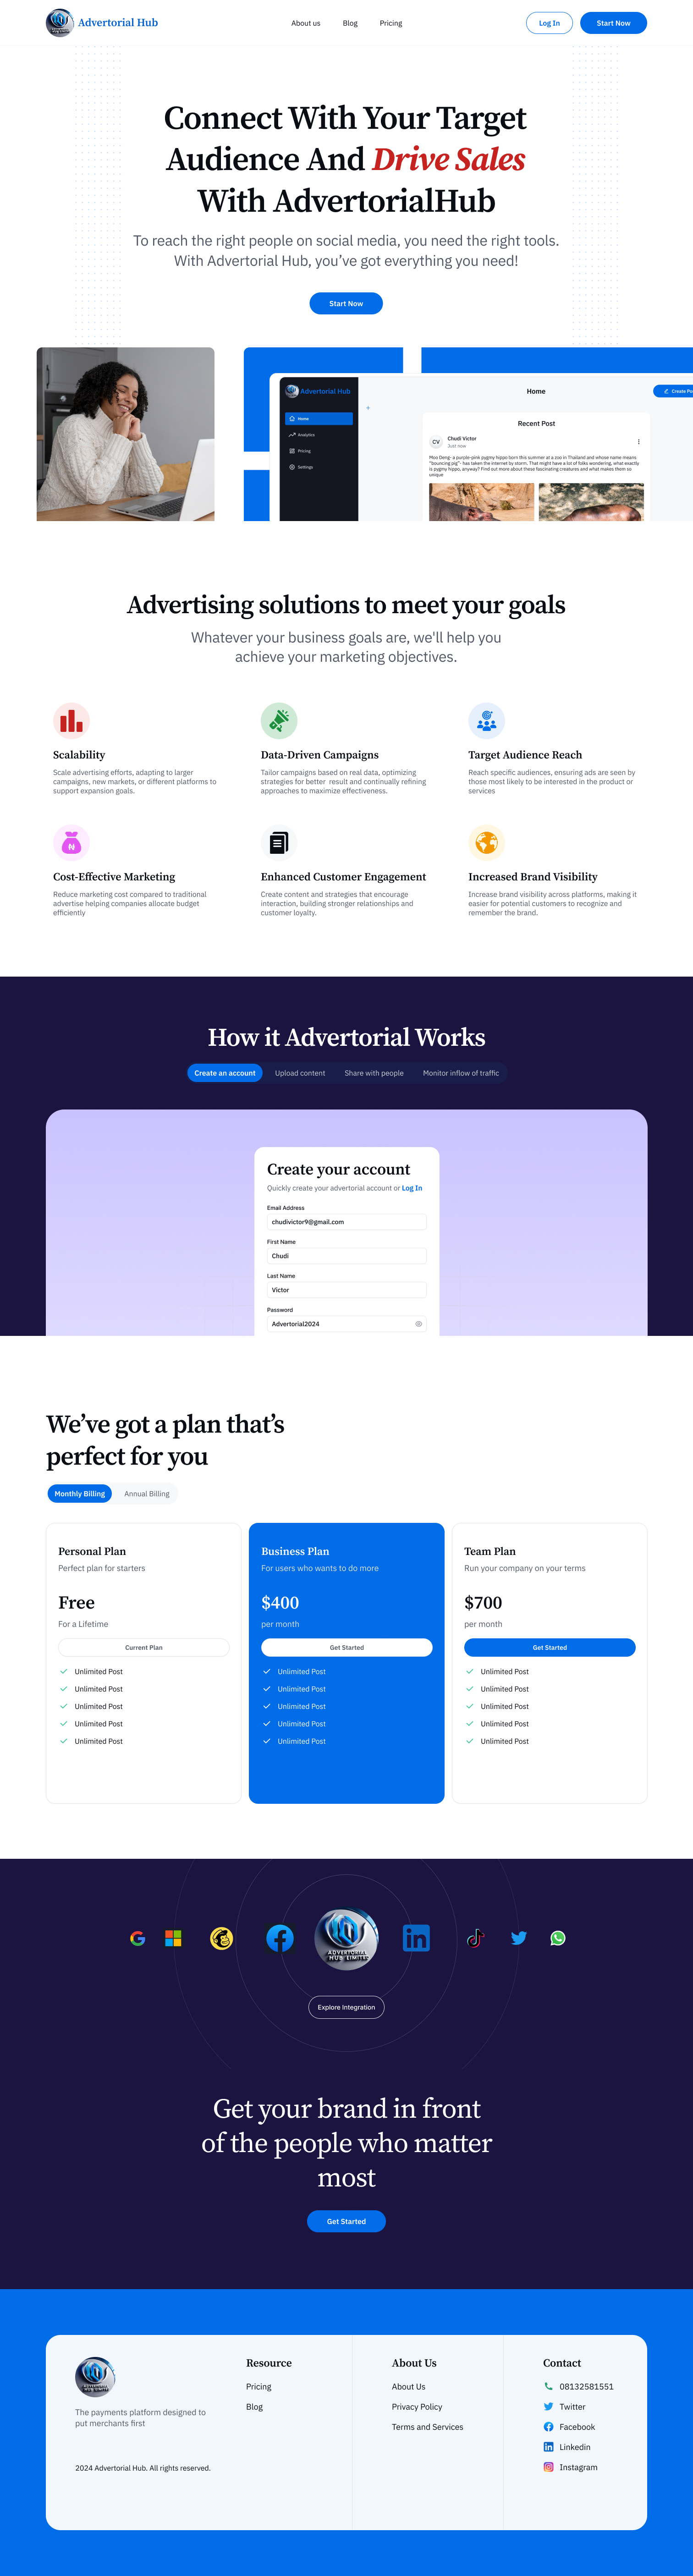 Advertorial Hub
About us
Blog
Pricing
Log In
Start Now
Connect With Your Target
Audience And Drive Sales
With AdvertorialHub
To reach the right people on social media, you need the right tools.
With Advertorial Hub, you’ve got everything you need!
Start Now
Advertorial Hub
Home
Analytics
Pricing
Settings
Home
Recent Post
CV
Chudi Victor
Just now
Moo Deng- a purple-pink pygmy hippo born this summer at a zoo in Thailand and whose name means
"bouncing pig"- has taken the internet by storm. That might have a lot of folks wondering, what exactly
is pygmy hippo, anyway? Find out more about these fascinating creatures and what makes them so
unique
Advertising solutions to meet your goals
Whatever your business goals are, we'll help you
achieve your marketing objectives.
Scalability
Scale advertising efforts, adapting to larger
campaigns, new markets, or different platforms to
support expansion goals.
Data-Driven Campaigns
Tailor campaigns based on real data, optimizing
strategies for better result and continually refining
approaches to maximize effectiveness.
Target Audience Reach
Reach specific audiences, ensuring ads are seen by
those most likely to be interested in the product or
services
Cost-Effective Marketing
Reduce marketing cost compared to traditional
advertise helping companies allocate budget
efficiently
Enhanced Customer Engagement
Create content and strategies that encourage
interaction, building stronger relationships and
customer loyalty.
Increased Brand Visibility
Increase brand visibility across platforms, making it
easier for potential customers to recognize and
remember the brand.
How it Advertorial Works
Create an account
Upload content
Share with people
Monitor inflow of traffic
Create your account
Quickly create your advertorial account or Log In
Email Address
chudivictor9@gmail.com
First Name
Chudi
Last Name
Victor
Password
Advertorial2024
We’ve got a plan that’s
perfect for you
Monthly Billing
Annual Billing
Personal Plan
Perfect plan for starters
Free
For a Lifetime
Current Plan
Unlimited Post
Unlimited Post
Unlimited Post
Unlimited Post
Unlimited Post
Business Plan
For users who wants to do more
$400
per month
Get Started
Unlimited Post
Unlimited Post
Unlimited Post
Unlimited Post
Unlimited Post
Team Plan
Run your company on your terms
$700
per month
Get Started
Unlimited Post
Unlimited Post
Unlimited Post
Unlimited Post
Unlimited Post
ADVERTORIAL
HUB LIMITED
Explore Integration
Get your brand in front
of the people who matter
most
Get Started
The payments platform designed to
put merchants first
2024 Advertorial Hub. All rights reserved.
Resource
Pricing
Blog
About Us
About Us
Privacy Policy
Terms and Services
Contact
08132581551
Twitter
Facebook
Linkedin
Instagram